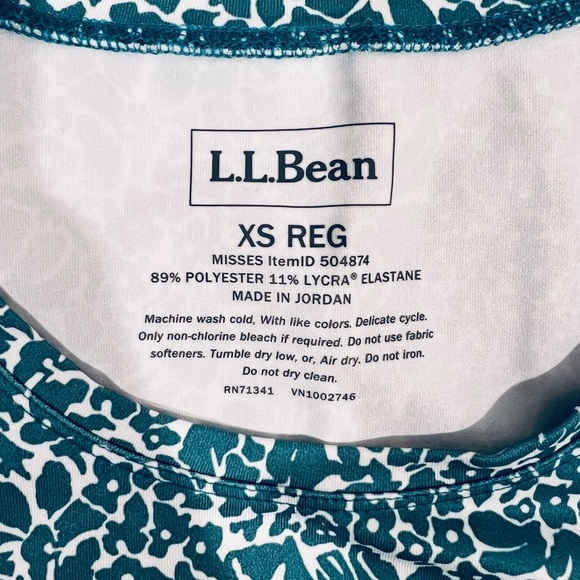 L.L.Bean
XS REG
MISSES ItemID 504874
89% POLYESTER 11% LYCRA® ELASTANE
MADE IN JORDAN
Machine wash cold, With like colors. Delicate cycle.
Only non-chlorine bleach if required. Do not use fabric
softeners. Tumble dry low, or, Air dry. Do not iron.
Do not dry clean.
RN71341 VN1002746